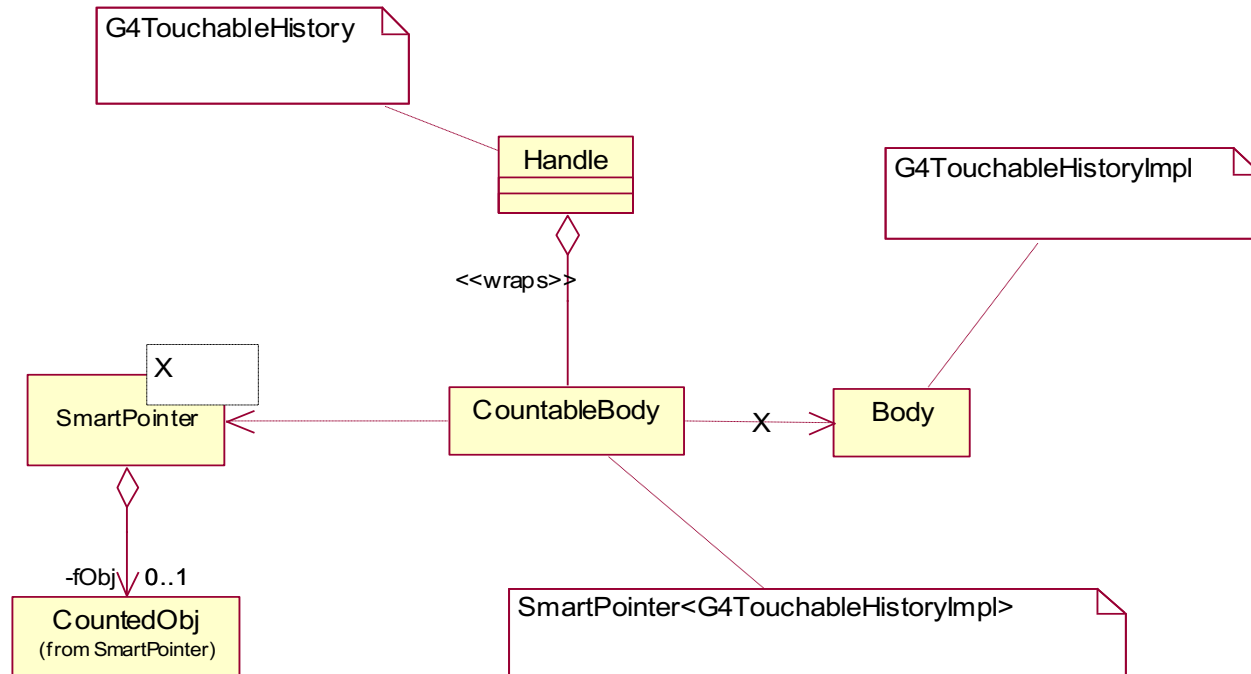 G4TouchableHistory
Handle
G4TouchableHistoryImpl
<<wraps>>
X
SmartPointer
CountableBody
X
Body
-fObj
0..1
CountedObj
(from SmartPointer)
SmartPointer<G4TouchableHistoryImpl>